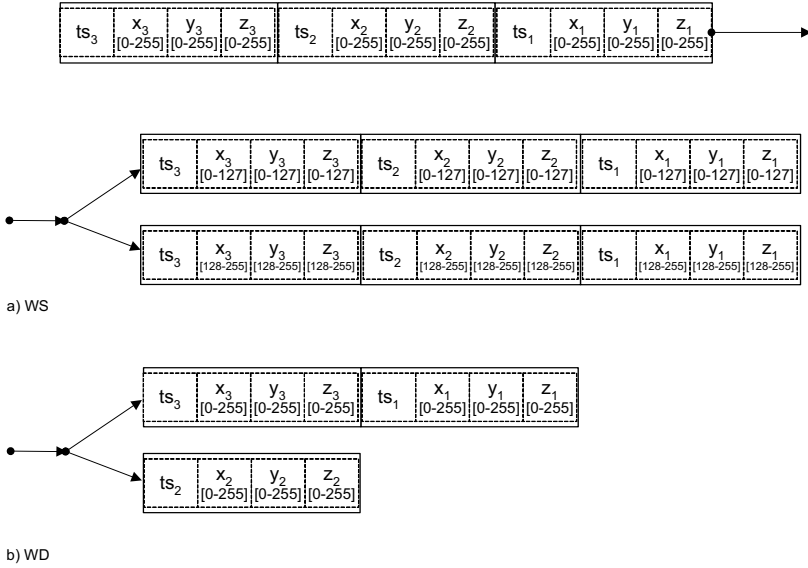 ts3 x3 y3 z3 ts2 x2 y2 z2 ts1 x1 y1 z1
[0-255] [0-255] [0-255] [0-255] [0-255] [0-255] [0-255] [0-255] [0-255]
ts3 x3 y3 z3 ts2 x2 y2 z2 ts1 x1 y1 z1
[0-127] [0-127] [0-127] [0-127] [0-127] [0-127] [0-127] [0-127] [0-127]
ts3 x3 y3 z3 ts2 x2 y2 z2 ts1 x1 y1 z1
[128-255] [128-255] [128-255] [128-255] [128-255] [128-255] [128-255] [128-255] [128-255]
a) WS
ts3 x3 y3 z3 ts1 x1 y1 z1
[0-255] [0-255] [0-255] [0-255] [0-255] [0-255]
ts2 x2 y2 z2
[0-255] [0-255] [0-255]
b) WD